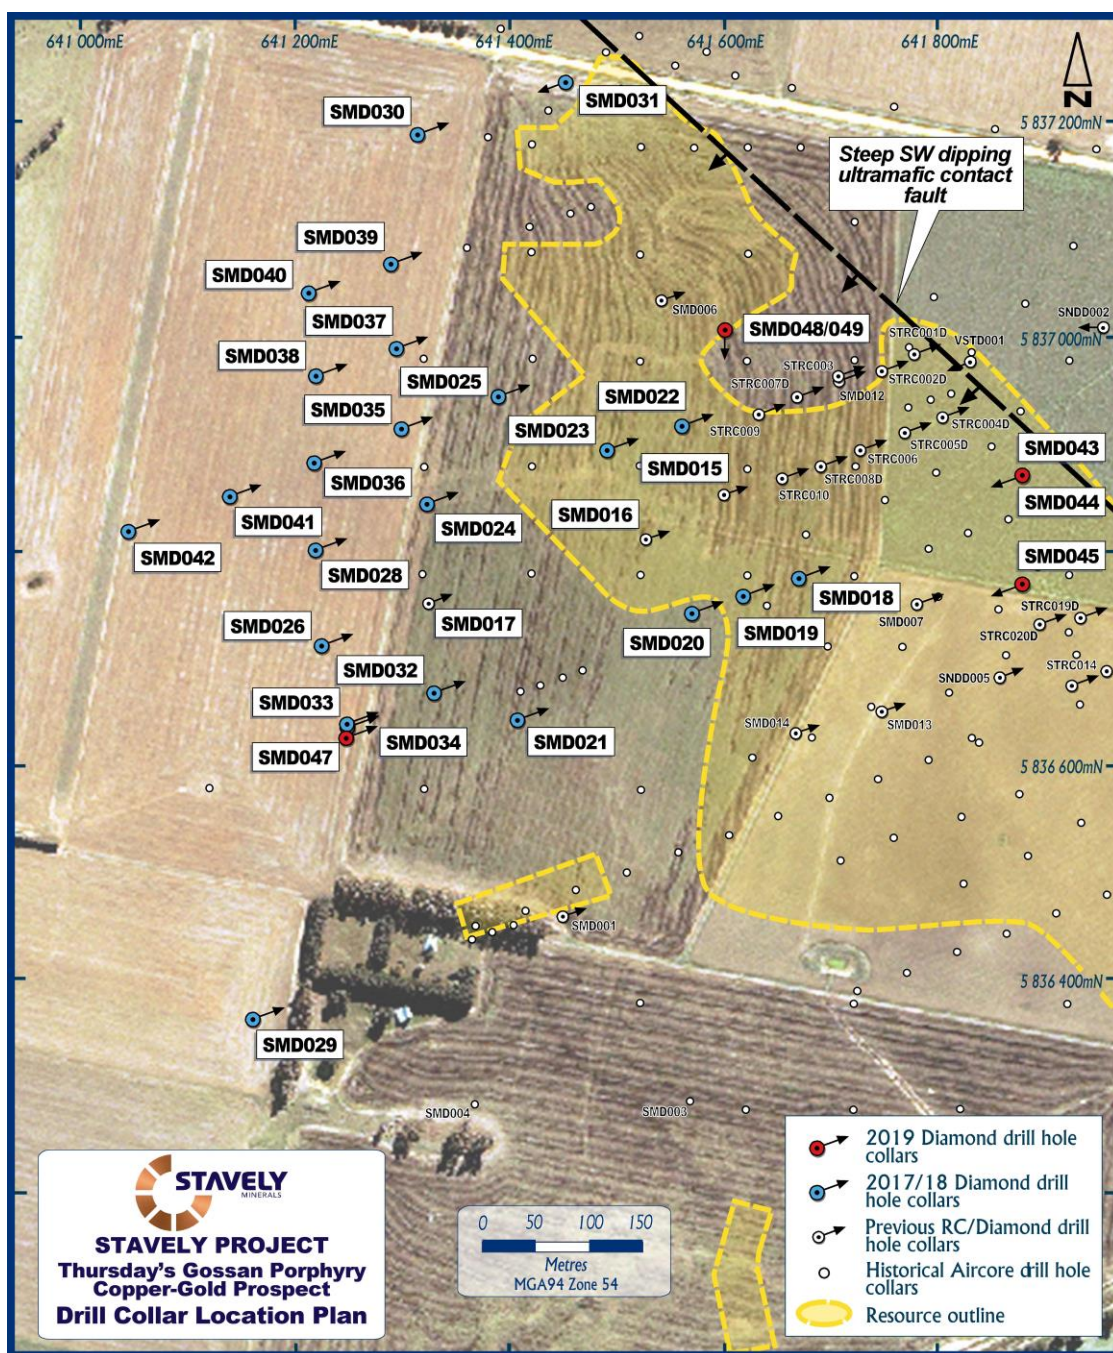 641 000mE
641 200mE
641 400mE
641 600mE
641 800mE
N
SMD031
SMD030
5 837 200mN
Steep SW dipping
ultramafic contact
fault
SMD039
SMD040
SMD006
SNDD002
SMD037
SMD048/049
STRC001D
VSTD001
5 837 000mN
SMD038
SMD025
STRC003
STRC002D
STRC007D
SMD012
SMD022
SMD035
SMD023
STRC009
STRC004D
STRC005D
SMD015
STRC006
SMD043
SMD036
STRC008D
STRC010
SMD044
SMD041
SMD024
SMD016
SMD042
SMD045
SMD028
SMD018
SMD017
SMD007
STRC019D
SMD026
SMD019
SMD020
STRC020D
SMD032
STRC014
SNDD005
SMD033
SMD034
SMD021
SMD014
SMD013
SMD047
5 836 600mN
SMD001
5 836 400mN
SMD029
SMD004
SMD003
STAVELY
MINERALS
STAVELY PROJECT
Thursday's Gossan Porphyry
Copper-Gold Prospect
Drill Collar Location Plan
0 50 100 150
Metres
MGA94 Zone 54
2019 Diamond drill hole
collars
2017/18 Diamond drill
hole collars
Previous RC/Diamond drill
hole collars
Historical Aircore drill hole
collars
Resource outline